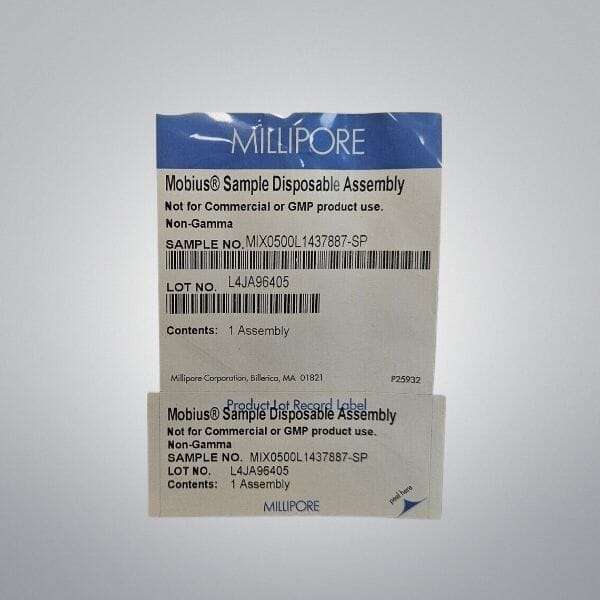 MILLIPORE
Mobius® Sample Disposable Assembly
Not for Commercial or GMP product use.
Non-Gamma
SAMPLE NO. MIX0500L1437887-SP
LOT NO. L4JA96405
Contents: 1 Assembly
Millipore Corporation, Billerica, MA 01821 P25932
Product Lot Record Label
Mobius® Sample Disposable Assembly
Not for Commercial or GMP product use.
Non-Gamma
SAMPLE NO. MIX0500L1437887-SP
LOT NO. L4JA96405
Contents: 1 Assembly
peel here
MILLIPORE